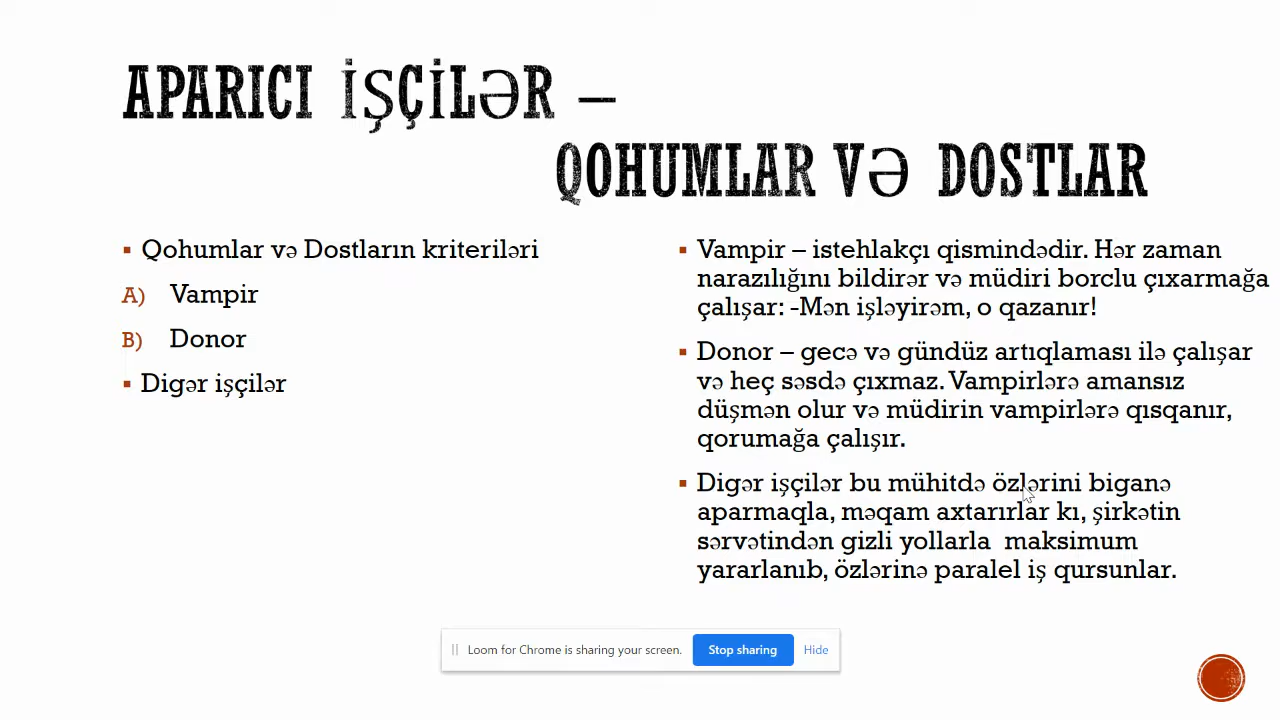 APARICI İŞÇİLƏR –
QOHUMLAR VƏ DOSTLAR
▪ Qohumlar və Dostların kriteriləri
A) Vampir
B) Donor
▪ Digər işçilər
▪ Vampir – istehlakçı qismindədir. Hər zaman
narazılığını bildirər və müdiri borclu çıxarmağa
çalışar: -Mən işləyirəm, o qazanır!
▪ Donor – gecə və gündüz artıqlaması ilə çalışar
və heç səsdə çıxmaz. Vampirlərə amansız
düşmən olur və müdirin vampirlərə qısqanır,
qorumağa çalışır.
▪ Digər işçilər bu mühitdə özlərini biganə
aparmaqla, məqam axtarırlar kı, şirkətin
sərvətindən gizli yollarla maksimum
yararlanıb, özlərinə paralel iş qursunlar.
Loom for Chrome is sharing your screen. Stop sharing Hide